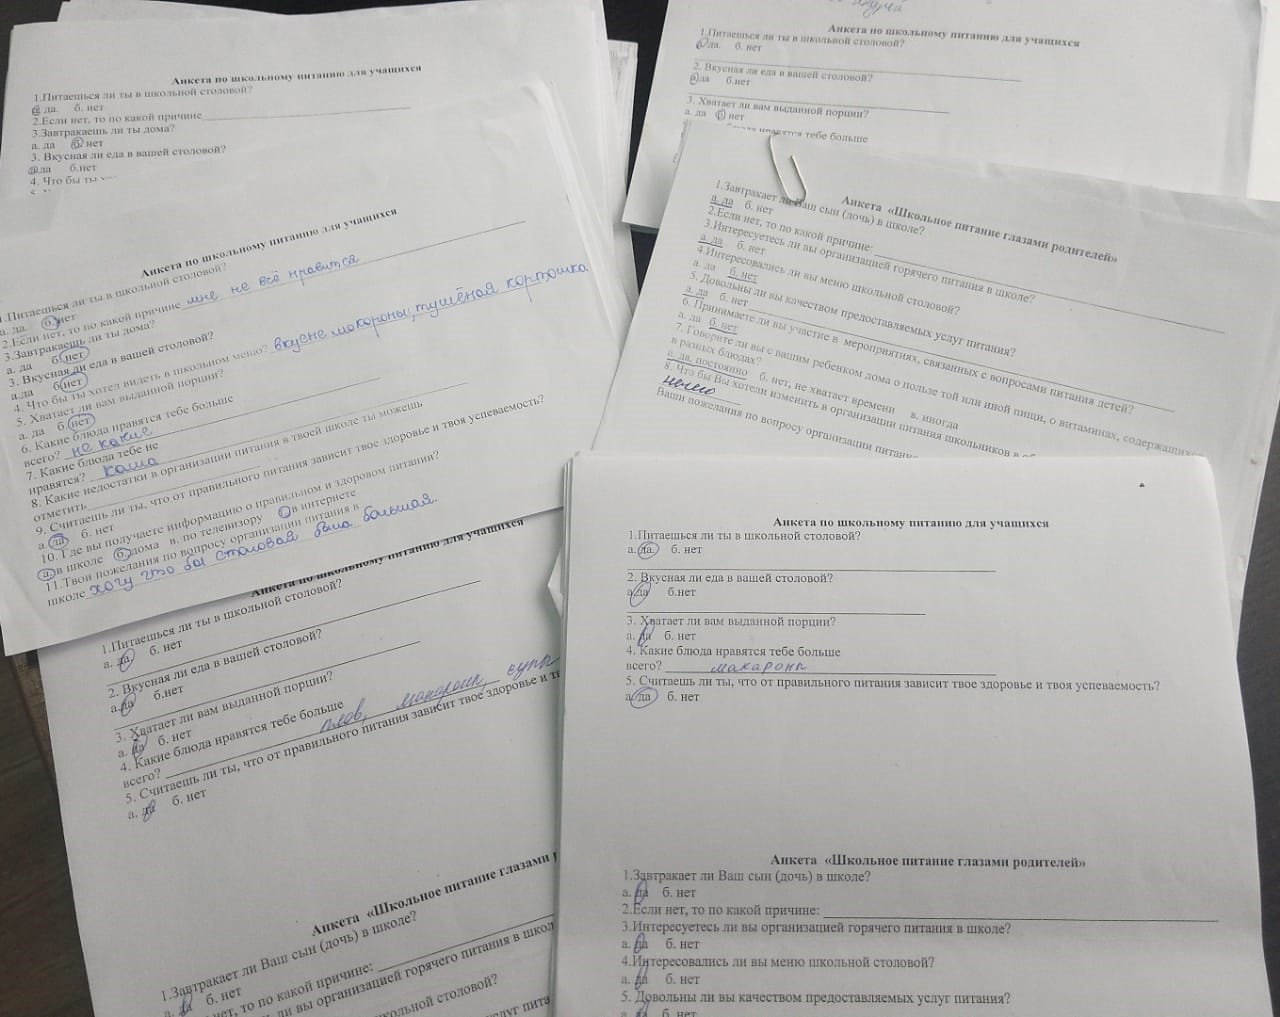 Анкета по школьному питанию для учащихся
1.Питаешься ли ты в школьной столовой?
а. да. б. нет
2.Если нет, то по какой причине
3.Завтракаешь ли ты дома?
а. да б. нет
3. Вкусная ли еда в вашей столовой?
а.да б.нет
4. Что бы ты
Анкета по школьному питанию для учащихся
1.Питаешься ли ты в школьной столовой?
а. да. б. нет
2.Если нет, то по какой причине мне не всё нравится
3.Завтракаешь ли ты дома?
а. да б. нет
3. Вкусная ли еда в вашей столовой?
а.да б.нет
4. Что бы ты хотел видеть в школьном меню? вкусне мокороны, тушёная кортошка.
5. Хватает ли вам выданной порции?
а. да б. нет
6. Какие блюда нравятся тебе больше
всего? не какие
7. Какие блюда тебе не
нравятся? каша
8. Какие недостатки в организации питания в твоей школе ты можешь
отметить
9. Считаешь ли ты, что от правильного питания зависит твое здоровье и твоя успеваемость?
а. да б. нет
10. Где вы получаете информацию о правильном и здоровом питании?
а. в школе б. дома в. по телевизору в интернете
11.Твои пожелания по вопросу организации питания в
школе хочу что бы столовая была большая.
Анкета по школьному питанию для учащихся
1.Питаешься ли ты в школьной столовой?
а. да. б. нет
2. Вкусная ли еда в вашей столовой?
а.да б.нет
3. Хватает ли вам выданной порции?
а. да б. нет
4. Какие блюда нравятся тебе больше
всего? плов, макароны, супы
5. Считаешь ли ты, что от правильного питания зависит твое здоровье и
а. да б. нет
Анкета «Школьное питание глазами
1.Завтракает ли Ваш сын (дочь) в школе?
а. да б. нет
нет, то по какой причине:
ли вы организацией горячего питания в
школьной столовой?
Анкета по школьному питанию для учащихся
1.Питаешься ли ты в школьной столовой?
а. да. б. нет
2. Вкусная ли еда в вашей столовой?
а.да б.нет
3. Хватает ли вам выданной порции?
а. да б. нет
нравятся тебе больше
Анкета «Школьное питание глазами родителей»
1.Завтракает ли Ваш сын (дочь) в школе?
а. да б. нет
2.Если нет, то по какой причине:
3.Интересуетесь ли вы организацией горячего питания в школе?
а. да б. нет
4.Интересовались ли вы меню школьной столовой?
а. да б. нет
5. Довольны ли вы качеством предоставляемых услуг питания?
а. да б. нет
6. Принимаете ли вы участие в мероприятиях, связанных с вопросами питания детей?
а. да б. нет
7. Говорите ли вы с вашим ребенком дома о пользе той или иной пищи, о витаминах, содержащихся
в разных блюдах?
а. да, постоянно б. нет, не хватает времени в. иногда
8. Что бы Вы хотели изменить в организации питания школьников в
Ваши пожелания по вопросу организации
Анкета по школьному питанию для учащихся
1.Питаешься ли ты в школьной столовой?
а. да. б. нет
2. Вкусная ли еда в вашей столовой?
а.да б.нет
3. Хватает ли вам выданной порции?
а. да б. нет
4. Какие блюда нравятся тебе больше
всего? макароны
5. Считаешь ли ты, что от правильного питания зависит твое здоровье и твоя успеваемость?
а. да б. нет
Анкета «Школьное питание глазами родителей»
1.Завтракает ли Ваш сын (дочь) в школе?
а. да б. нет
2.Если нет, то по какой причине:
3.Интересуетесь ли вы организацией горячего питания в школе?
а. да б. нет
4.Интересовались ли вы меню школьной столовой?
а. да б. нет
5. Довольны ли вы качеством предоставляемых услуг питания?
а. да б. нет